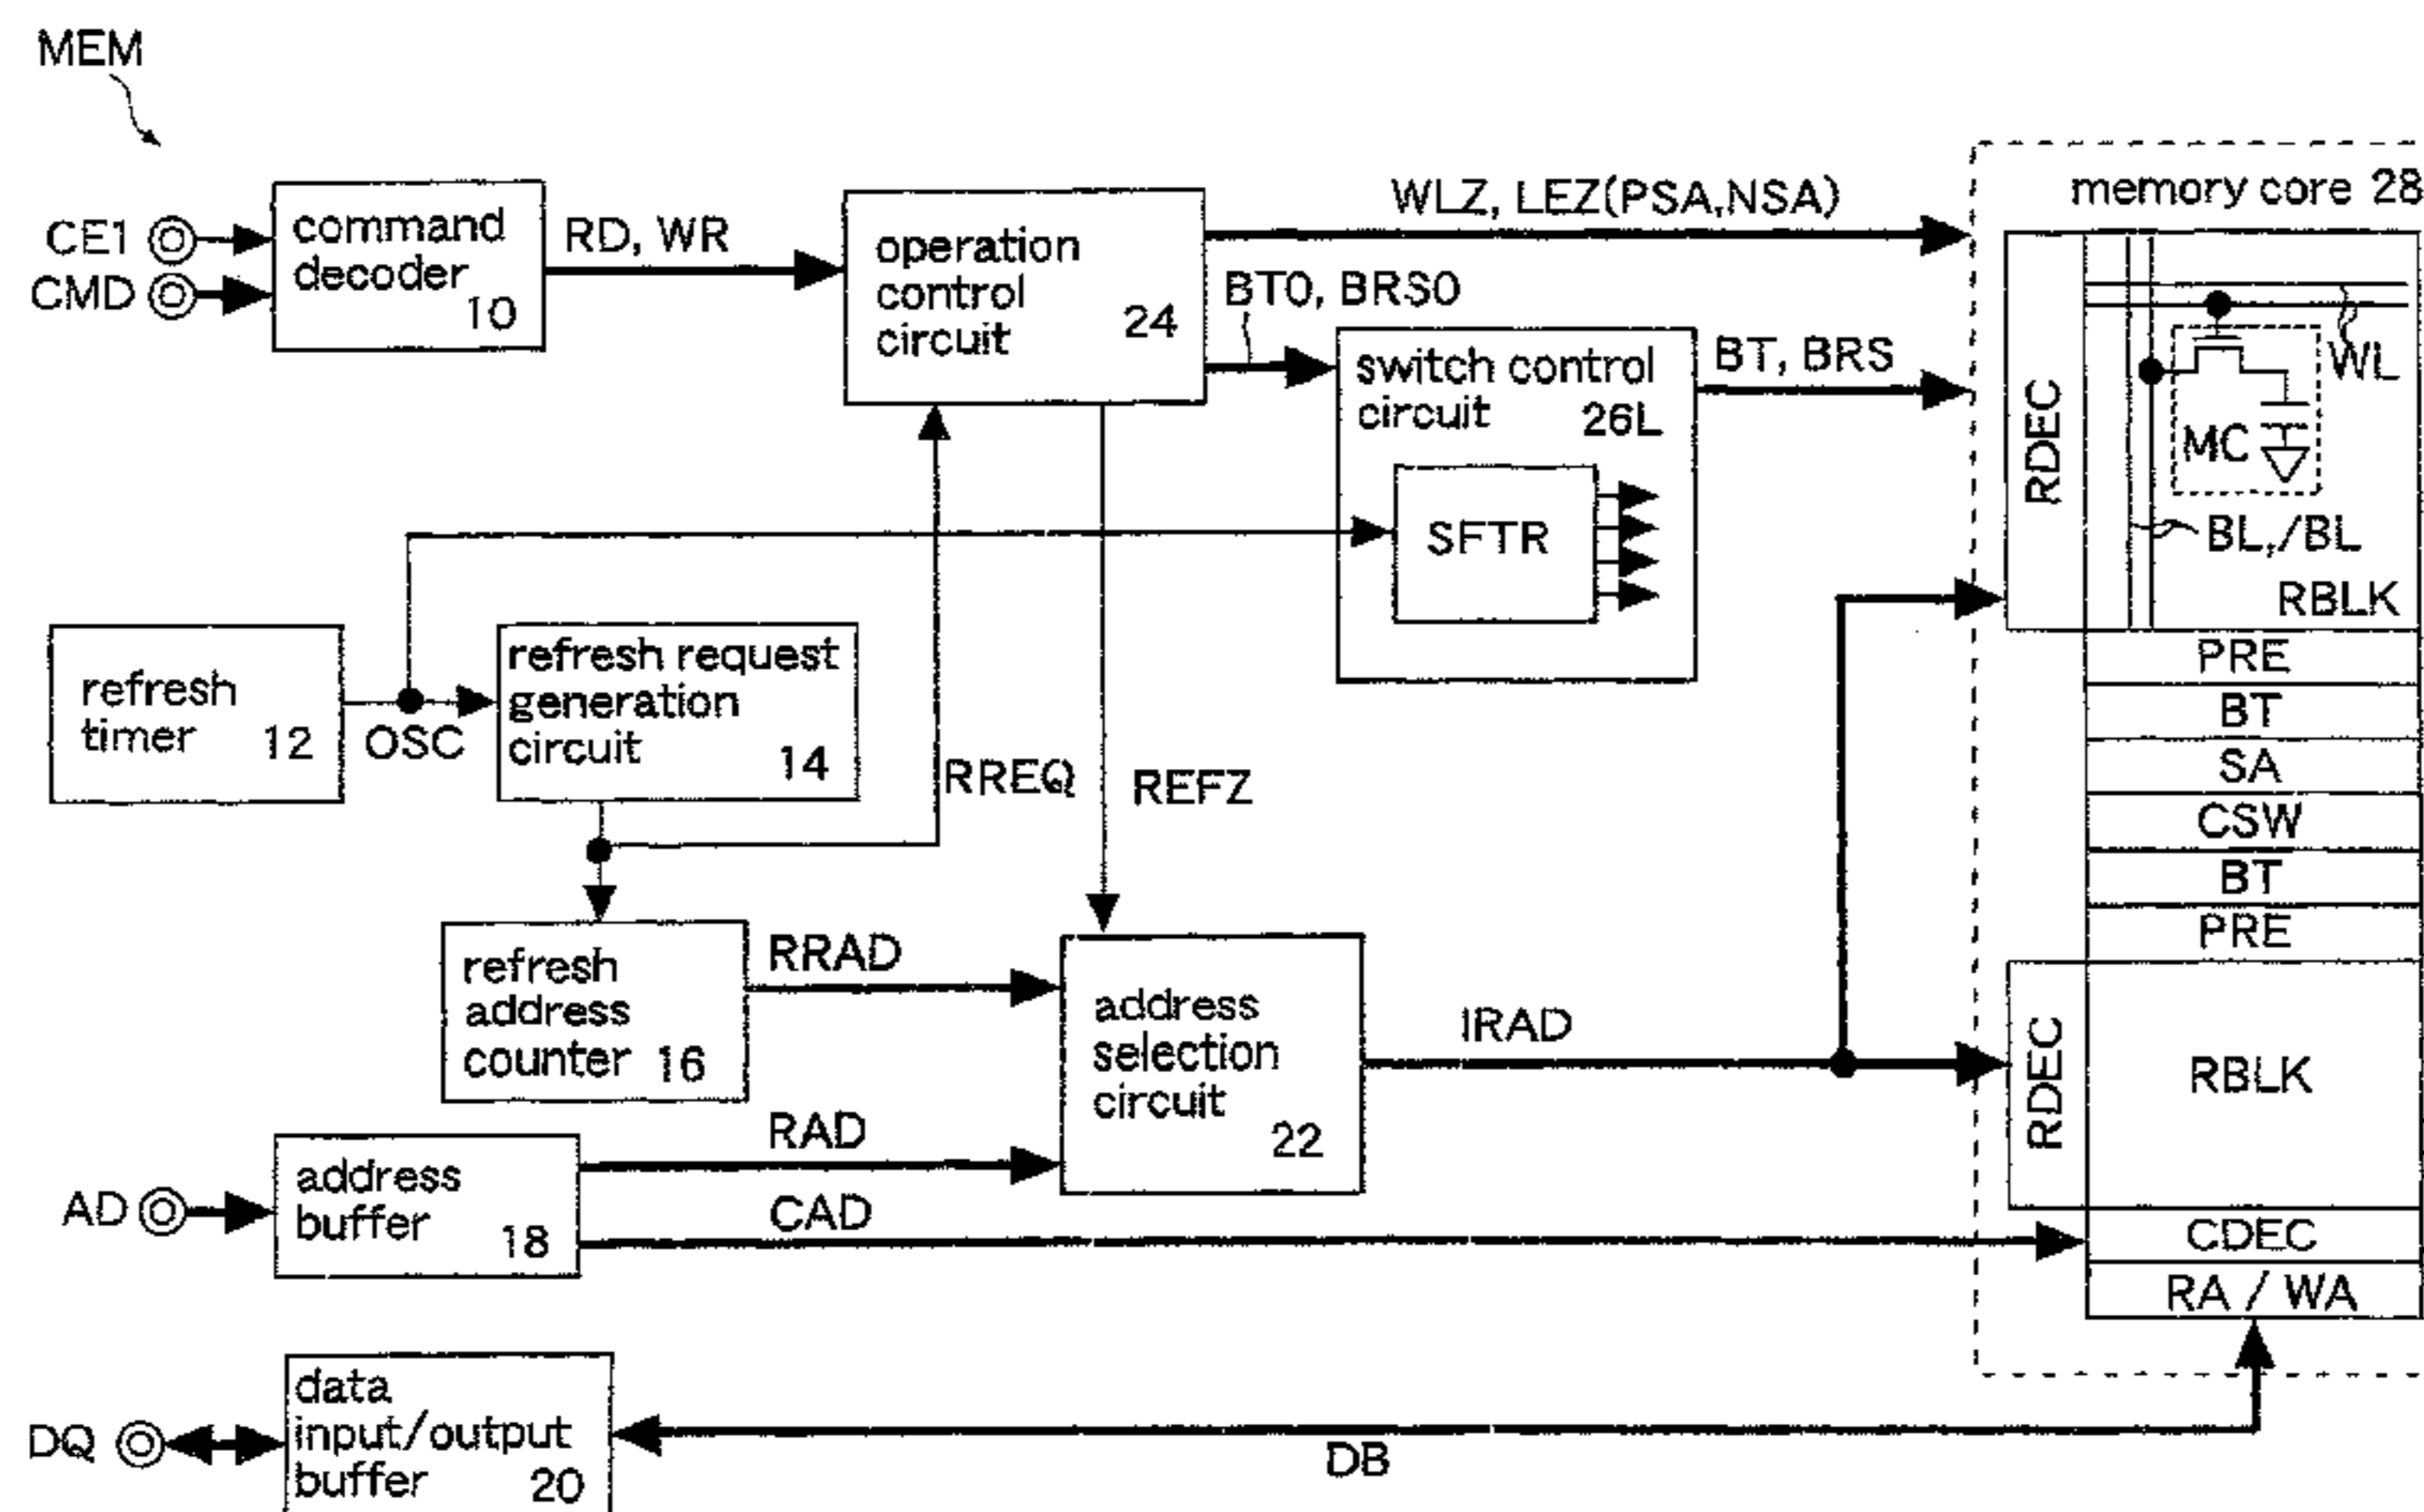 MEM
CE1
CMD
command
decoder
10
RD, WR
operation
control
circuit
24
WLZ, LEZ(PSA,NSA)
BT0, BRS0
switch control
circuit
26L
SFTR
BT, BRS
memory core 28
RDEC
WL
MC
BL,/BL
RBLK
PRE
BT
SA
CSW
BT
PRE
RDEC
RBLK
CDEC
RA / WA
refresh
timer
12
OSC
refresh request
generation
circuit
14
RREQ
REFZ
refresh
address
counter 16
RRAD
address
selection
circuit
22
IRAD
AD
address
buffer
18
RAD
CAD
DQ
data
input/output
buffer
20
DB